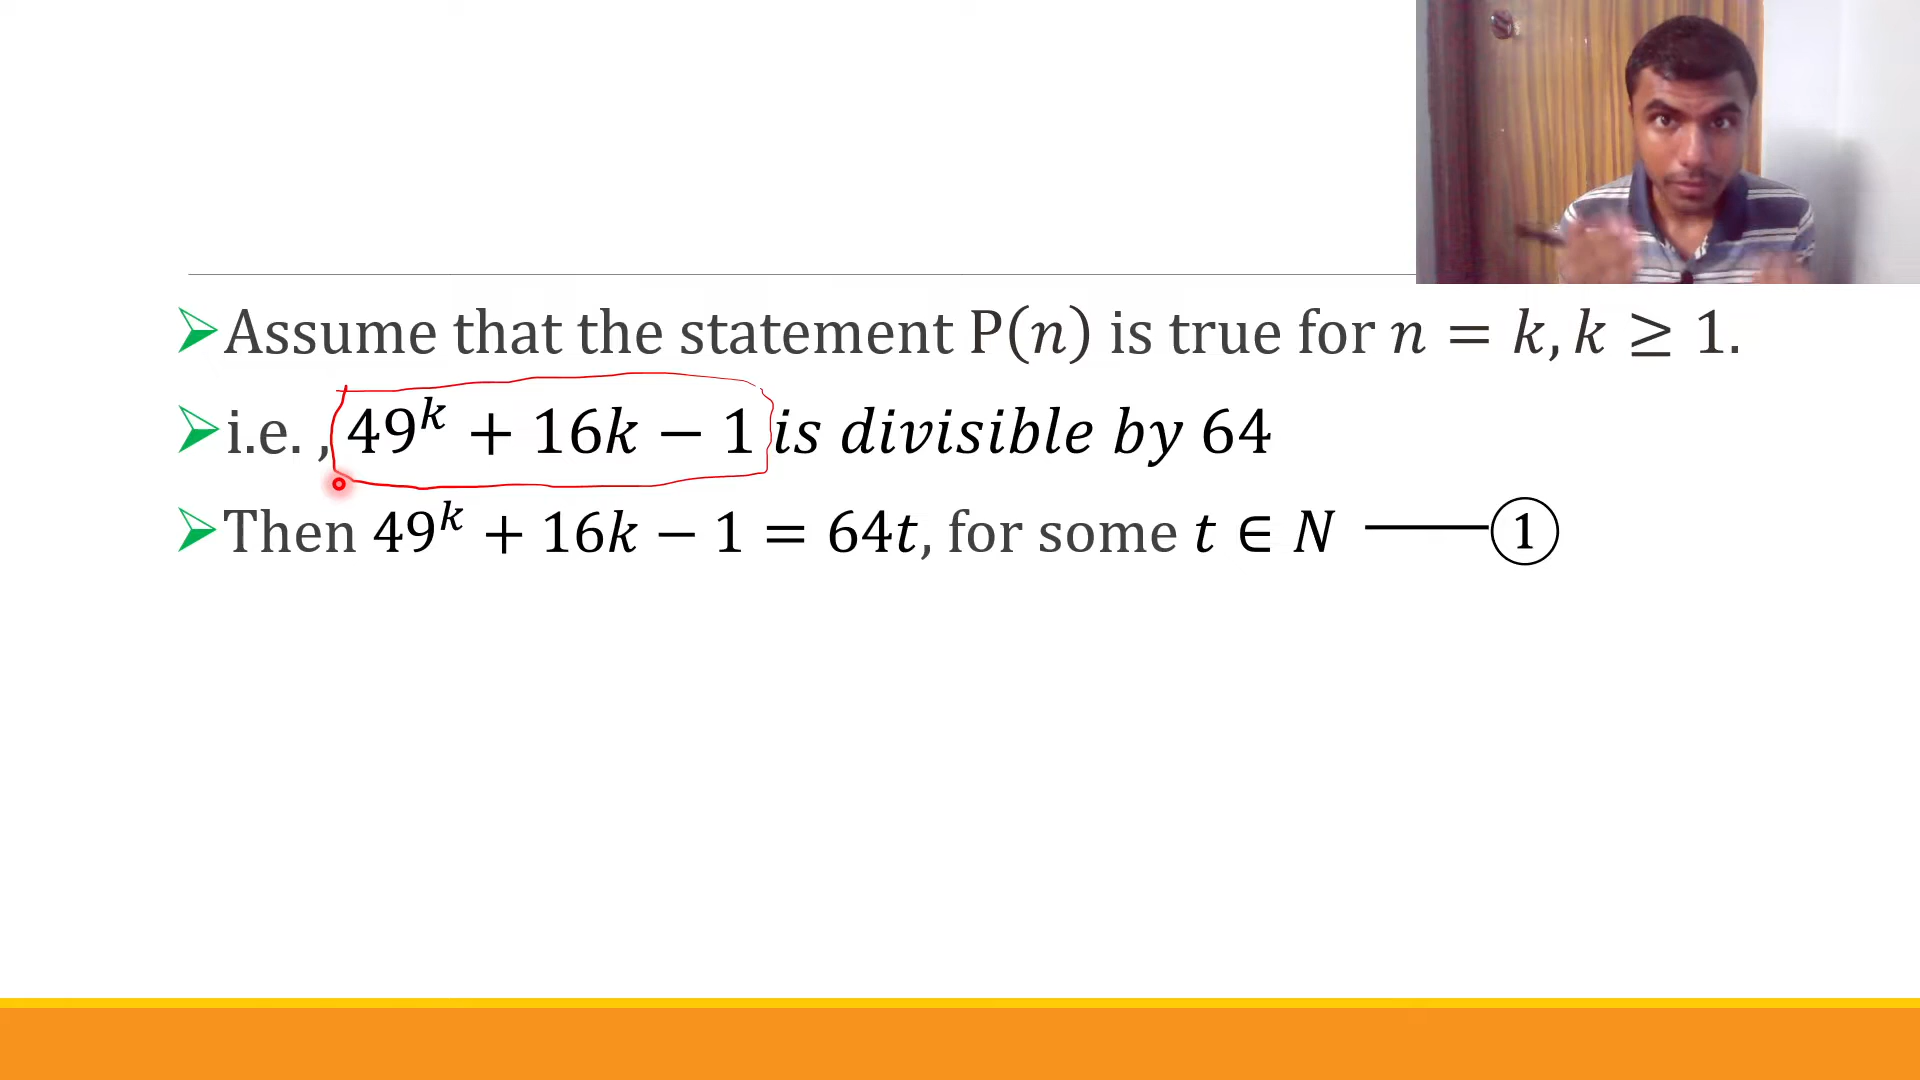 Assume that the statement P(n) is true for n = k, k ≥ 1.
i.e. , 49^k + 16k − 1 is divisible by 64
Then 49^k + 16k − 1 = 64t, for some t ∈ N —— ①